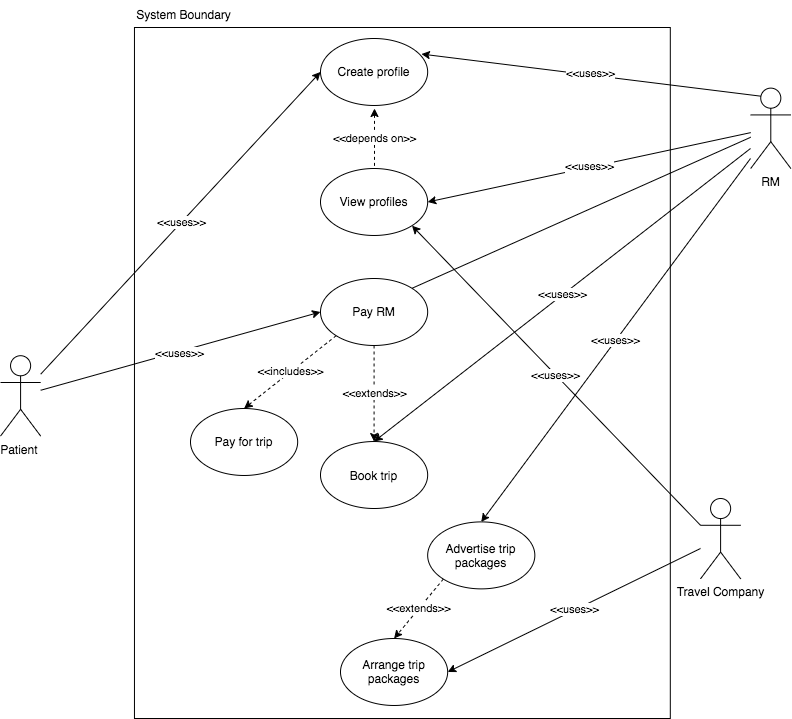 System Boundary
Create profile
<<uses>>
RM
<<depends on>>
<<uses>>
View profiles
<<uses>>
<<uses>>
Pay RM
<<uses>>
<<uses>>
<<includes>>
<<uses>>
<<extends>>
Patient
Pay for trip
Book trip
Advertise trip
packages
Travel Company
<<extends>>
<<uses>>
Arrange trip
packages